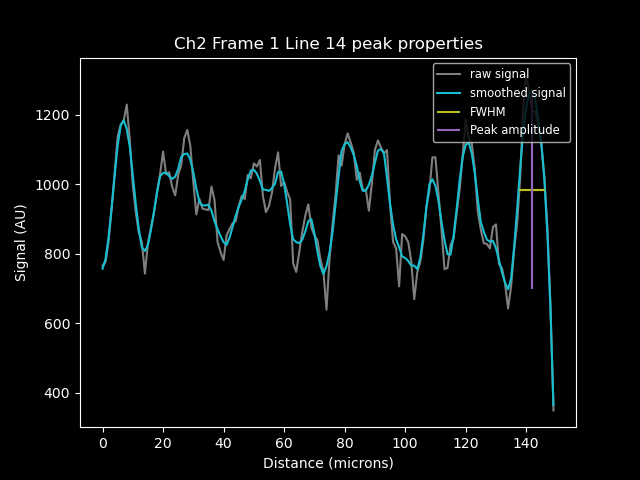 Ch2 Frame 1 Line 14 peak properties
raw signal
smoothed signal
FWHM
Peak amplitude
1200
1000
800
600
400
Signal (AU)
0 20 40 60 80 100 120 140
Distance (microns)